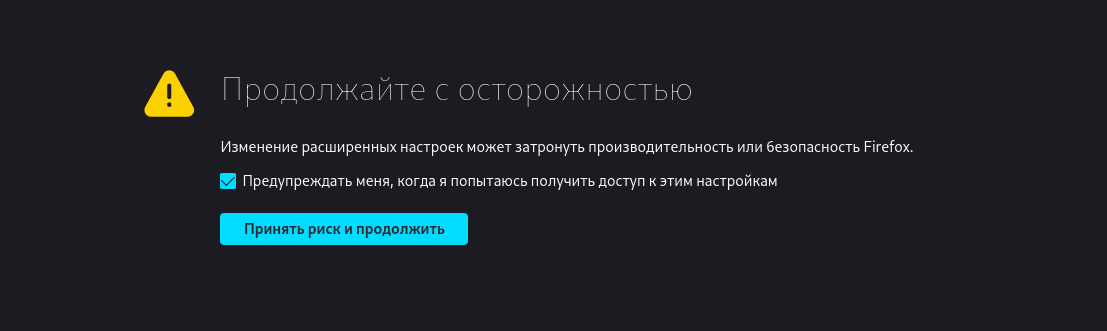 Продолжайте с осторожностью
Изменение расширенных настроек может затронуть производительность или безопасность Firefox.
Предупреждать меня, когда я попытаюсь получить доступ к этим настройкам
Принять риск и продолжить